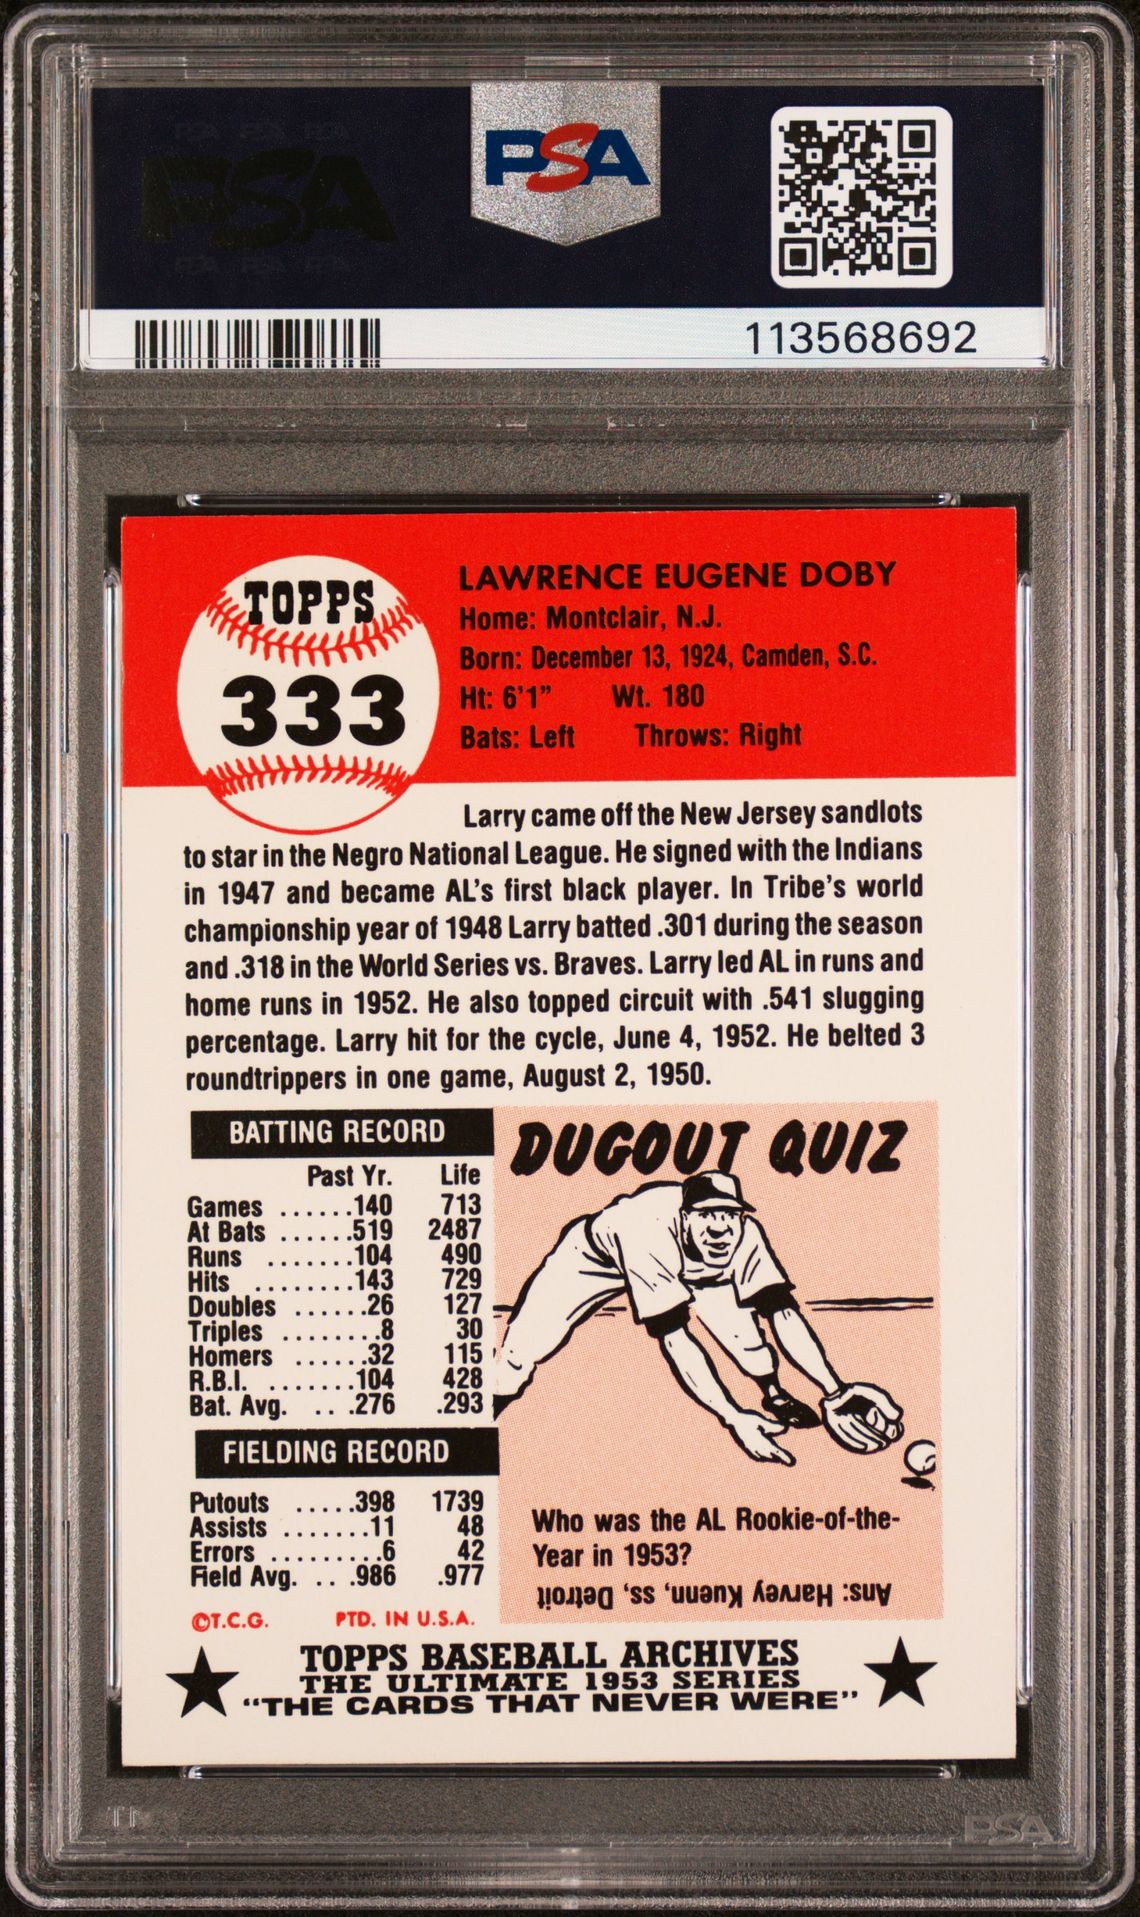 PSA
113568692
TOPPS
333
LAWRENCE EUGENE DOBY
Home: Montclair, N.J.
Born: December 13, 1924, Camden, S.C.
Ht: 6'1" Wt. 180
Bats: Left Throws: Right
Larry came off the New Jersey sandlots
to star in the Negro National League. He signed with the Indians
in 1947 and became AL's first black player. In Tribe's world
championship year of 1948 Larry batted .301 during the season
and .318 in the World Series vs. Braves. Larry led AL in runs and
home runs in 1952. He also topped circuit with .541 slugging
percentage. Larry hit for the cycle, June 4, 1952. He belted 3
roundtrippers in one game, August 2, 1950.
BATTING RECORD
Past Yr. Life
Games ......140 713
At Bats ......519 2487
Runs .......104 490
Hits ........143 729
Doubles ......26 127
Triples ........8 30
Homers ......32 115
R.B.I. .......104 428
Bat. Avg. .. .276 .293
FIELDING RECORD
Putouts .....398 1739
Assists .......11 48
Errors .........6 42
Field Avg. .. .986 .977
©T.C.G. PTD. IN U.S.A.
DUGOUT QUIZ
Who was the AL Rookie-of-the-
Year in 1953?
Ans: Harvey Kuenn, ss, Detroit
TOPPS BASEBALL ARCHIVES
THE ULTIMATE 1953 SERIES
"THE CARDS THAT NEVER WERE"
PSA